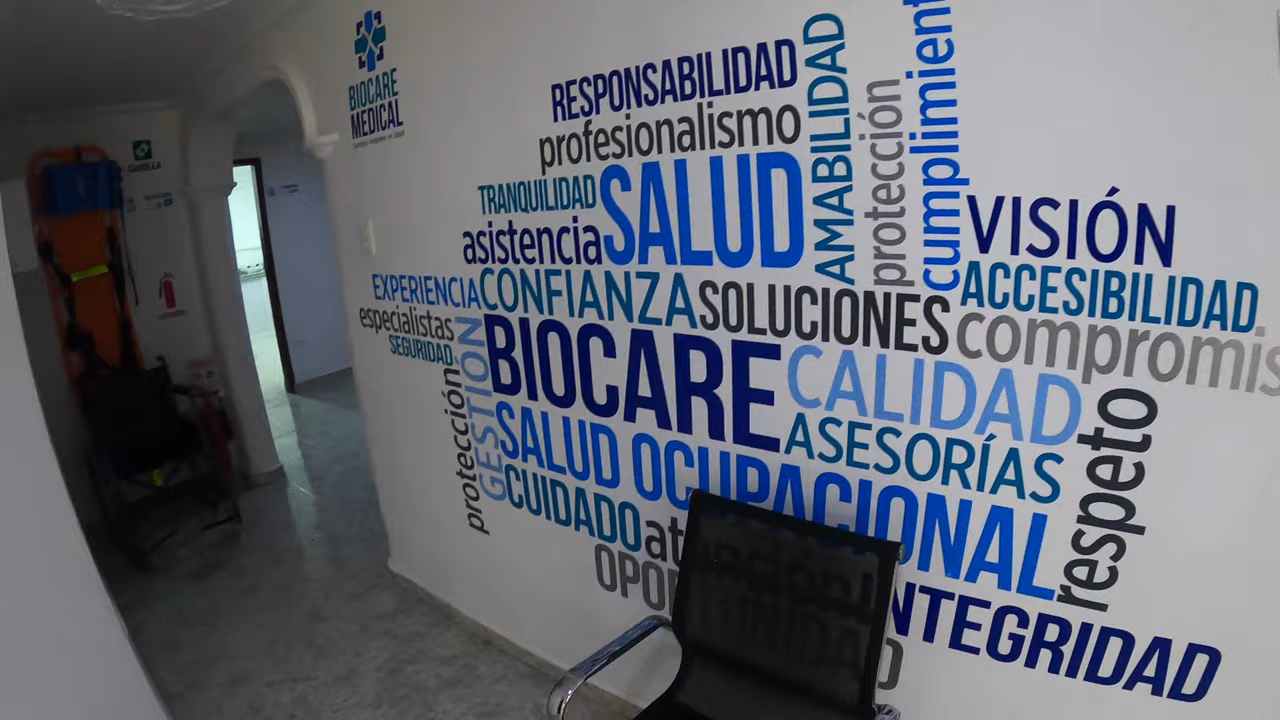 BIOCARE
MEDICAL
CAMILLA
RESPONSABILIDAD
profesionalismo
AMABILIDAD
protección
cumplimient
TRANQUILIDAD
SALUD
asistencia
VISIÓN
EXPERIENCIA
CONFIANZA
SOLUCIONES
ACCESIBILIDAD
especialistas
compromis
SEGURIDAD
GESTIÓN
BIOCARE
CALIDAD
protección
SALUD OCUPACIONAL
ASESORÍAS
respeto
CUIDADO
INTEGRIDAD